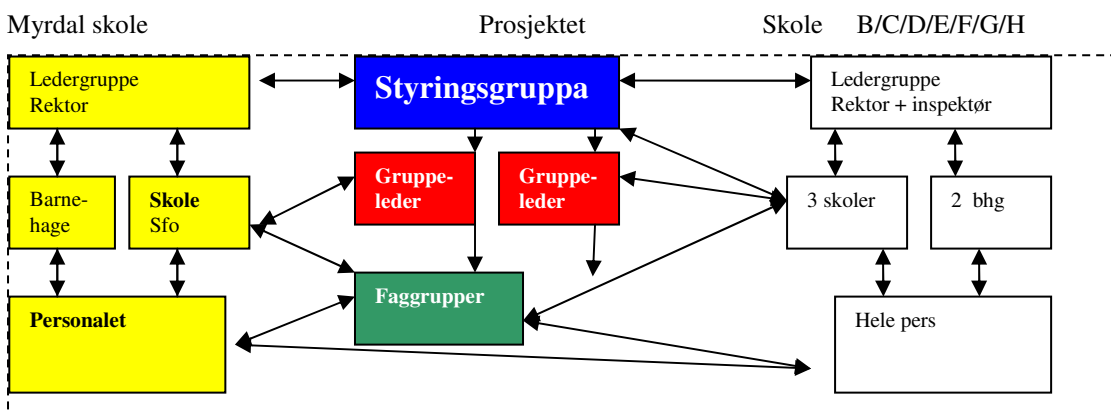 Myrdal skole Prosjektet Skole B/C/D/E/F/G/H
Ledergruppe
Rektor
Styringsgruppa
Ledergruppe
Rektor + inspektør
Barne-
hage
Skole
Sfo
Gruppe-
leder
Gruppe-
leder
3 skoler
2 bhg
Personalet
Faggrupper
Hele pers